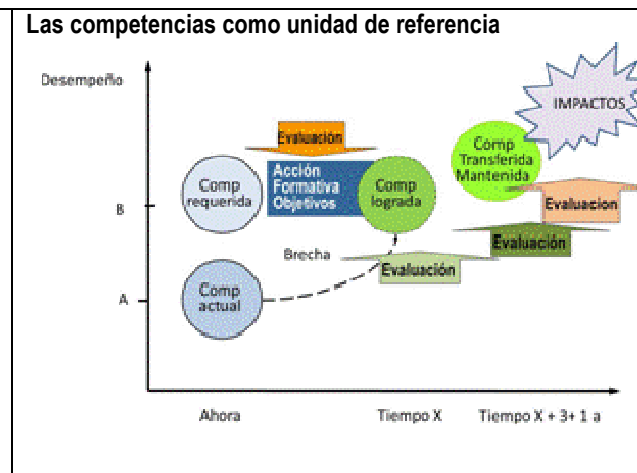 Las competencias como unidad de referencia
Desempeño
IMPACTOS
Evaluación
Comp
Transferida
Mantenida
Comp
requerida
Acción
Formativa
Objetivos
Comp
lograda
B
Evaluacion
Brecha
Evaluación
Evaluación
A
Comp
actual
Ahora
Tiempo X
Tiempo X + 3+ 1 a